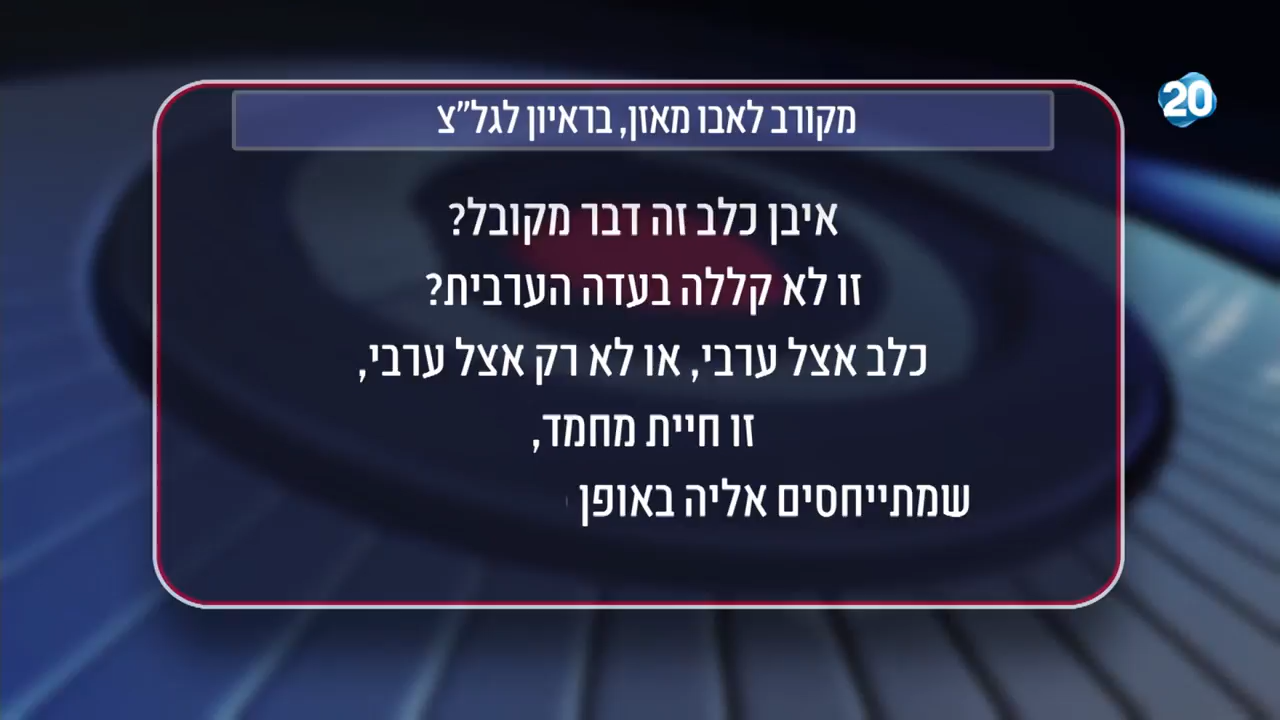 מקורב לאבו מאזן, בראיון לגל"צ
20
איבן כלב זה דבר מקובל?
זו לא קללה בעדה הערבית?
כלב אצל ערבי, או לא רק אצל ערבי,
זו חיית מחמד,
שמתייחסים אליה באופן